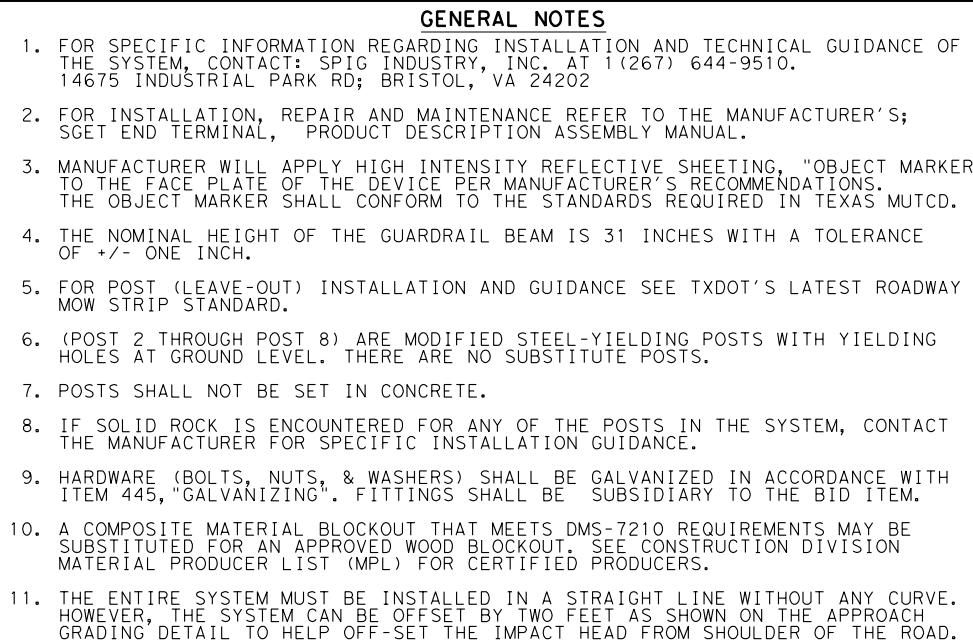 GENERAL NOTES
1. FOR SPECIFIC INFORMATION REGARDING INSTALLATION AND TECHNICAL GUIDANCE OF
THE SYSTEM, CONTACT: SPIG INDUSTRY, INC. AT 1(267) 644-9510.
14675 INDUSTRIAL PARK RD; BRISTOL, VA 24202
2. FOR INSTALLATION, REPAIR AND MAINTENANCE REFER TO THE MANUFACTURER'S;
SGET END TERMINAL, PRODUCT DESCRIPTION ASSEMBLY MANUAL.
3. MANUFACTURER WILL APPLY HIGH INTENSITY REFLECTIVE SHEETING, "OBJECT MARKER
TO THE FACE PLATE OF THE DEVICE PER MANUFACTURER'S RECOMMENDATIONS.
THE OBJECT MARKER SHALL CONFORM TO THE STANDARDS REQUIRED IN TEXAS MUTCD.
4. THE NOMINAL HEIGHT OF THE GUARDRAIL BEAM IS 31 INCHES WITH A TOLERANCE
OF +/- ONE INCH.
5. FOR POST (LEAVE-OUT) INSTALLATION AND GUIDANCE SEE TXDOT'S LATEST ROADWAY
MOW STRIP STANDARD.
6. (POST 2 THROUGH POST 8) ARE MODIFIED STEEL-YIELDING POSTS WITH YIELDING
HOLES AT GROUND LEVEL. THERE ARE NO SUBSTITUTE POSTS.
7. POSTS SHALL NOT BE SET IN CONCRETE.
8. IF SOLID ROCK IS ENCOUNTERED FOR ANY OF THE POSTS IN THE SYSTEM, CONTACT
THE MANUFACTURER FOR SPECIFIC INSTALLATION GUIDANCE.
9. HARDWARE (BOLTS, NUTS, & WASHERS) SHALL BE GALVANIZED IN ACCORDANCE WITH
ITEM 445,"GALVANIZING". FITTINGS SHALL BE SUBSIDIARY TO THE BID ITEM.
10. A COMPOSITE MATERIAL BLOCKOUT THAT MEETS DMS-7210 REQUIREMENTS MAY BE
SUBSTITUTED FOR AN APPROVED WOOD BLOCKOUT. SEE CONSTRUCTION DIVISION
MATERIAL PRODUCER LIST (MPL) FOR CERTIFIED PRODUCERS.
11. THE ENTIRE SYSTEM MUST BE INSTALLED IN A STRAIGHT LINE WITHOUT ANY CURVE.
HOWEVER, THE SYSTEM CAN BE OFFSET BY TWO FEET AS SHOWN ON THE APPROACH
GRADING DETAIL TO HELP OFF-SET THE IMPACT HEAD FROM SHOULDER OF THE ROAD.